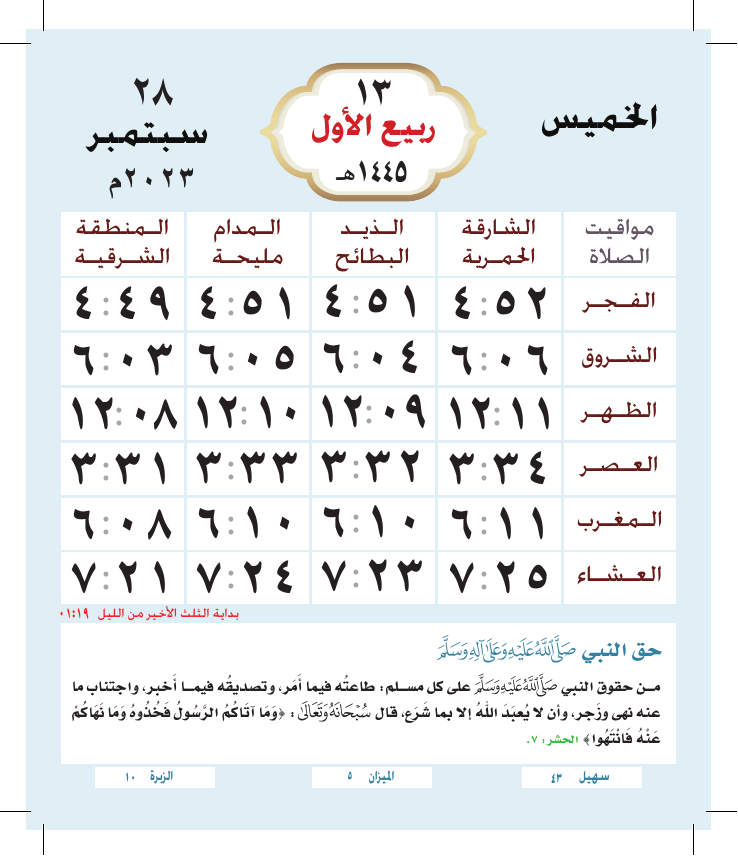 الخميس
١٣
ربيع الأول
١٤٤٥هـ
٢٨
سبتمبر
٢٠٢٣م
مواقيت الصلاة | الشارقة الحمرية | الذيد البطائح | المدام مليحة | المنطقة الشرقية
الفجر ٤:٥٢ ٤:٥١ ٤:٥١ ٤:٤٩
الشروق ٦:٠٦ ٦:٠٤ ٦:٠٥ ٦:٠٣
الظهر ١٢:١١ ١٢:٠٩ ١٢:١٠ ١٢:٠٨
العصر ٣:٣٤ ٣:٣٢ ٣:٣٣ ٣:٣١
المغرب ٦:١١ ٦:١٠ ٦:١٠ ٦:٠٨
العشاء ٧:٢٥ ٧:٢٣ ٧:٢٤ ٧:٢١
بداية الثلث الأخير من الليل ٠١:١٩
حق النبي صَلَّى اللَّهُ عَلَيْهِ وَعَلَى آلِهِ وَسَلَّمَ
من حقوق النبي صَلَّى اللَّهُ عَلَيْهِ وَسَلَّمَ على كل مسلم: طاعتُه فيما أَمَر، وتصديقُه فيما أَخبر، واجتناب ما
عنه نهى وزَجر، وأن لا يُعبَدَ اللهُ إلا بما شَرَع، قال سُبْحَانَهُ وَتَعَالَى: ﴿وَمَا آتَاكُمُ الرَّسُولُ فَخُذُوهُ وَمَا نَهَاكُمْ
عَنْهُ فَانْتَهُوا﴾ الحشر: ٧.
سهيل ٤٣
الميزان ٥
الزبرة ١٠